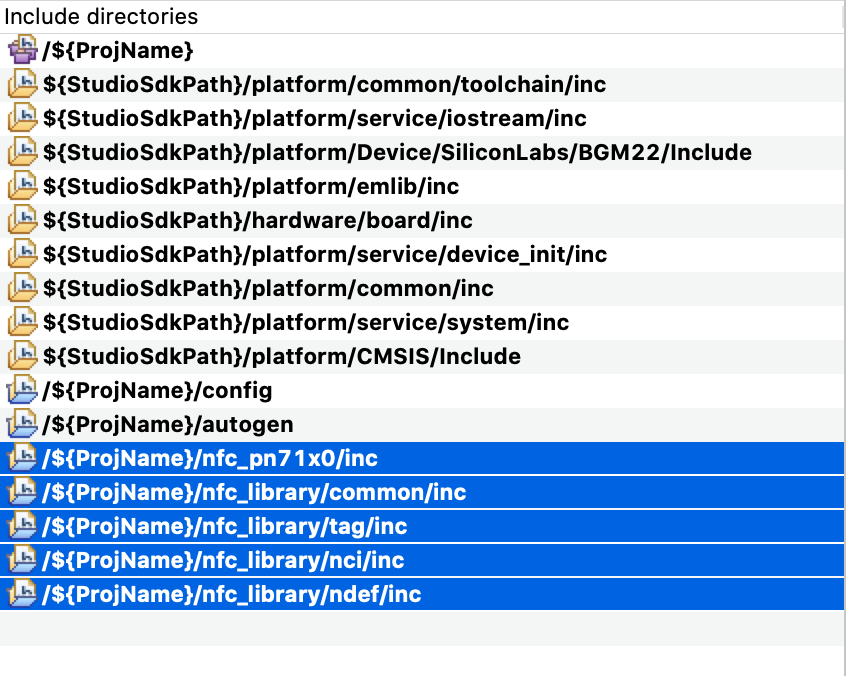 Include directories
/${ProjName}
${StudioSdkPath}/platform/common/toolchain/inc
${StudioSdkPath}/platform/service/iostream/inc
${StudioSdkPath}/platform/Device/SiliconLabs/BGM22/Include
${StudioSdkPath}/platform/emlib/inc
${StudioSdkPath}/hardware/board/inc
${StudioSdkPath}/platform/service/device_init/inc
${StudioSdkPath}/platform/common/inc
${StudioSdkPath}/platform/service/system/inc
${StudioSdkPath}/platform/CMSIS/Include
/${ProjName}/config
/${ProjName}/autogen
/${ProjName}/nfc_pn71x0/inc
/${ProjName}/nfc_library/common/inc
/${ProjName}/nfc_library/tag/inc
/${ProjName}/nfc_library/nci/inc
/${ProjName}/nfc_library/ndef/inc